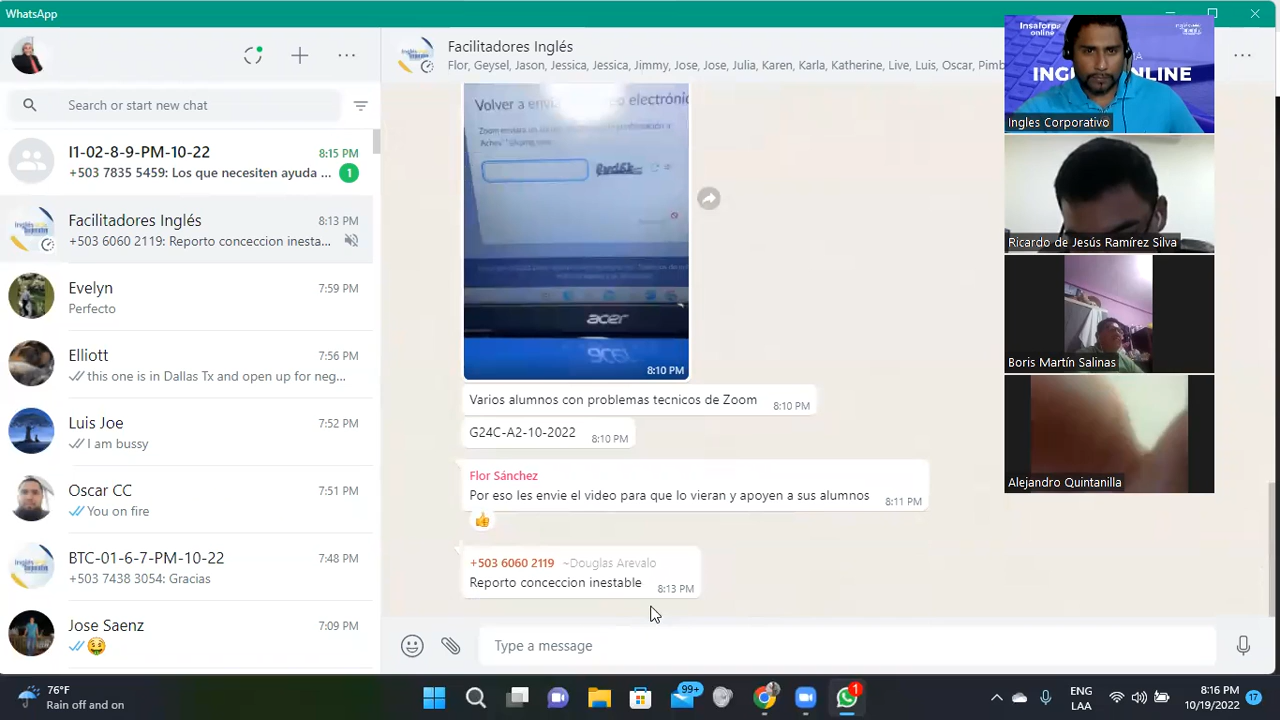 WhatsApp
Search or start new chat
I1-02-8-9-PM-10-22
8:15 PM
+503 7835 5459: Los que necesiten ayuda ...
1
Facilitadores Inglés
8:13 PM
+503 6060 2119: Reporto conceccion inesta...
Evelyn
7:59 PM
Perfecto
Elliott
7:56 PM
this one is in Dallas Tx and open up for neg...
Luis Joe
7:52 PM
I am bussy
Oscar CC
7:51 PM
You on fire
BTC-01-6-7-PM-10-22
7:48 PM
+503 7438 3054: Gracias
Jose Saenz
7:09 PM
Facilitadores Inglés
Flor, Geysel, Jason, Jessica, Jessica, Jimmy, Jose, Jose, Julia, Karen, Karla, Katherine, Live, Luis, Oscar, Pimb
Volver a
acer
8:10 PM
Varios alumnos con problemas tecnicos de Zoom
8:10 PM
G24C-A2-10-2022
8:10 PM
Flor Sánchez
Por eso les envie el video para que lo vieran y apoyen a sus alumnos
8:11 PM
+503 6060 2119 ~Douglas Arevalo
Reporto conceccion inestable
8:13 PM
Type a message
Insaforp
online
ONLINE
Ingles Corporativo
Ricardo de Jesús Ramírez Silva
Boris Martín Salinas
Alejandro Quintanilla
76°F
Rain off and on
99+
1
ENG
LAA
8:16 PM
10/19/2022
17